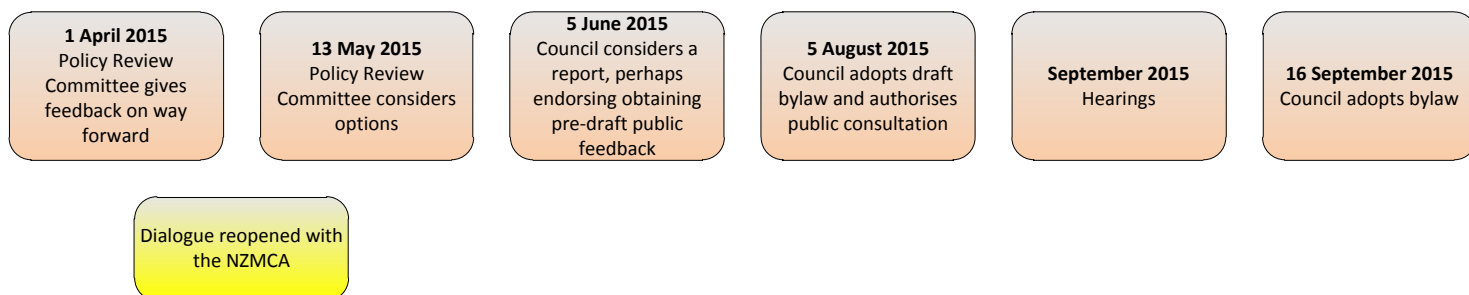 1 April 2015
Policy Review
Committee gives
feedback on way
forward
13 May 2015
Policy Review
Committee considers
options
5 June 2015
Council considers a
report, perhaps
endorsing obtaining
pre-draft public
feedback
5 August 2015
Council adopts draft
bylaw and authorises
public consultation
September 2015
Hearings
16 September 2015
Council adopts bylaw
Dialogue reopened with
the NZMCA